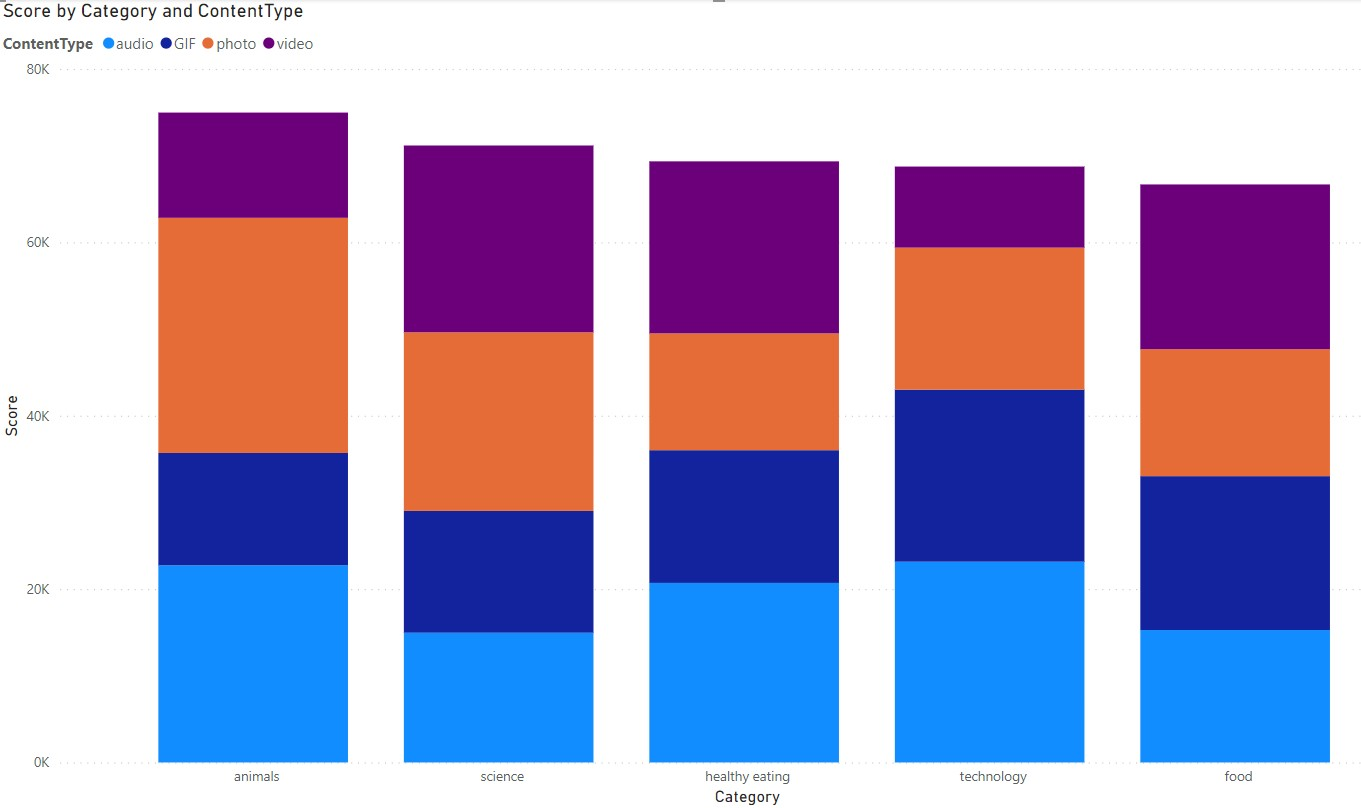 Score by Category and ContentType
ContentType audio GIF photo video
80K
60K
40K
20K
0K
Score
animals science healthy eating technology food
Category